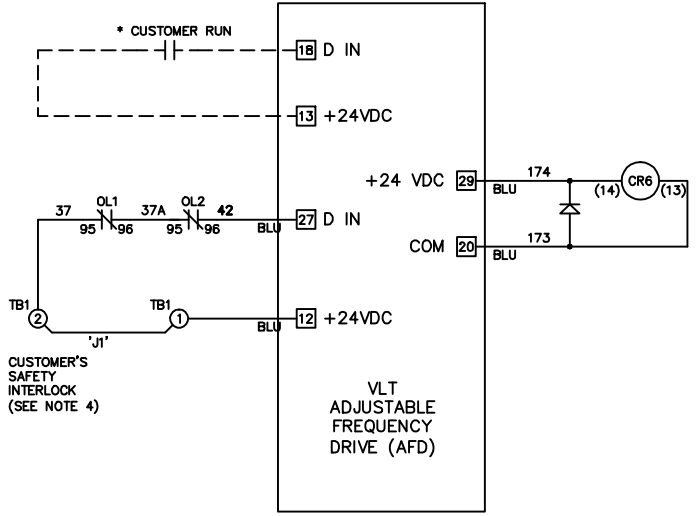 * CUSTOMER RUN
18 D IN
13 +24VDC
+24 VDC 29
BLU
174
(14)
CR6
(13)
37
OL1
95
96
37A
OL2
95
96
42
BLU
27 D IN
COM 20
BLU
173
TB1
2
'J1'
TB1
1
BLU
12 +24VDC
CUSTOMER'S
SAFETY
INTERLOCK
(SEE NOTE 4)
VLT
ADJUSTABLE
FREQUENCY
DRIVE (AFD)